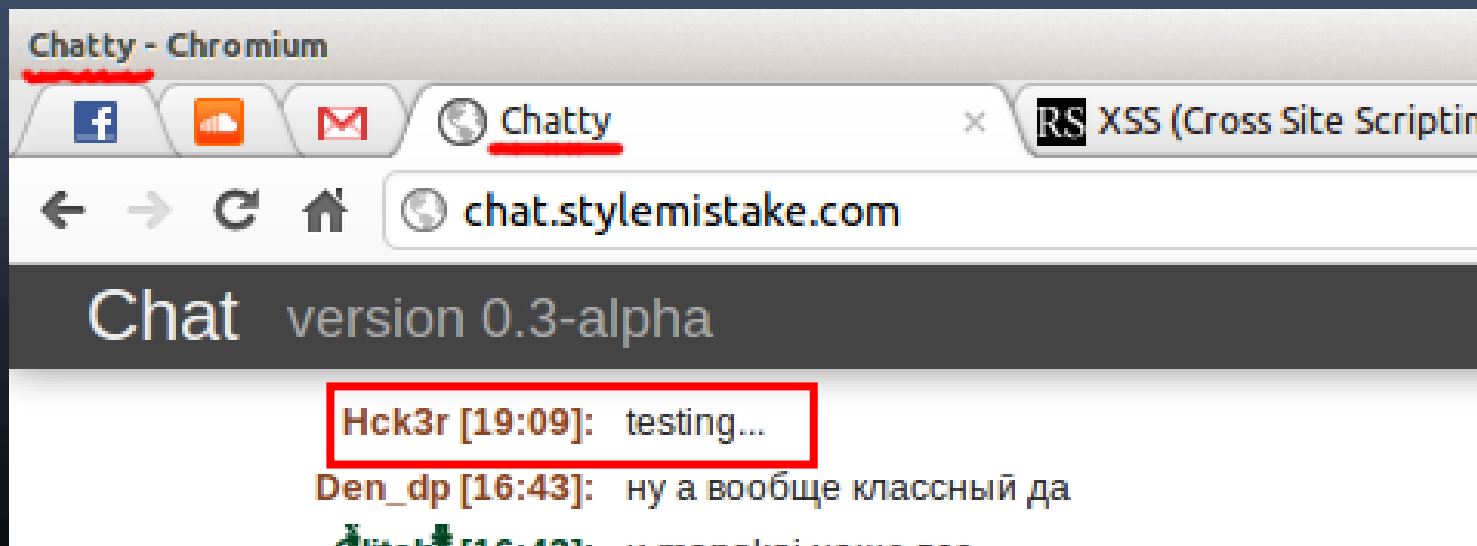 Chatty - Chromium
Chatty × RS XSS (Cross Site Scriptin
chat.stylemistake.com
Chat version 0.3-alpha
Hck3r [19:09]: testing...
Den_dp [16:43]: ну а вообще классный да